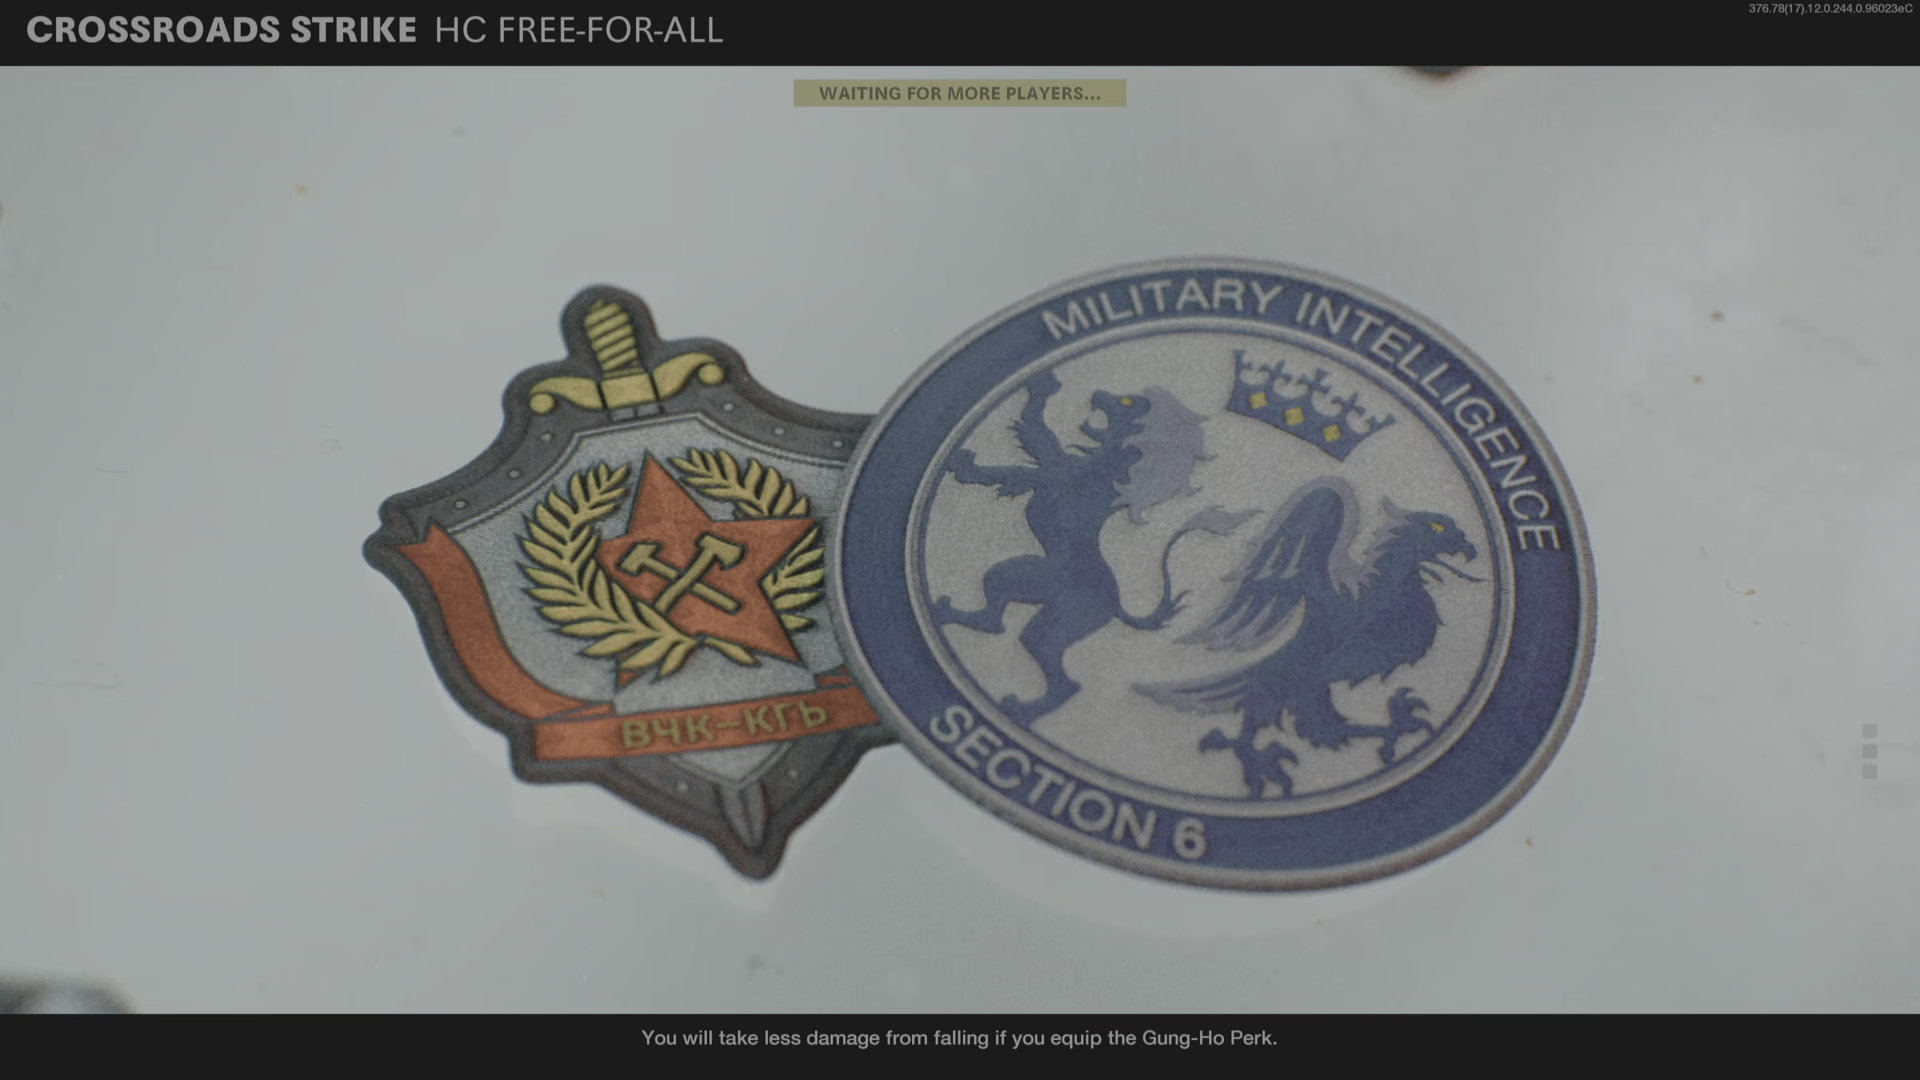 CROSSROADS STRIKE HC FREE-FOR-ALL
376.78(17).12.0.244.0.96023eC
WAITING FOR MORE PLAYERS...
MILITARY INTELLIGENCE
SECTION 6
ВЧК–КГЬ
You will take less damage from falling if you equip the Gung-Ho Perk.